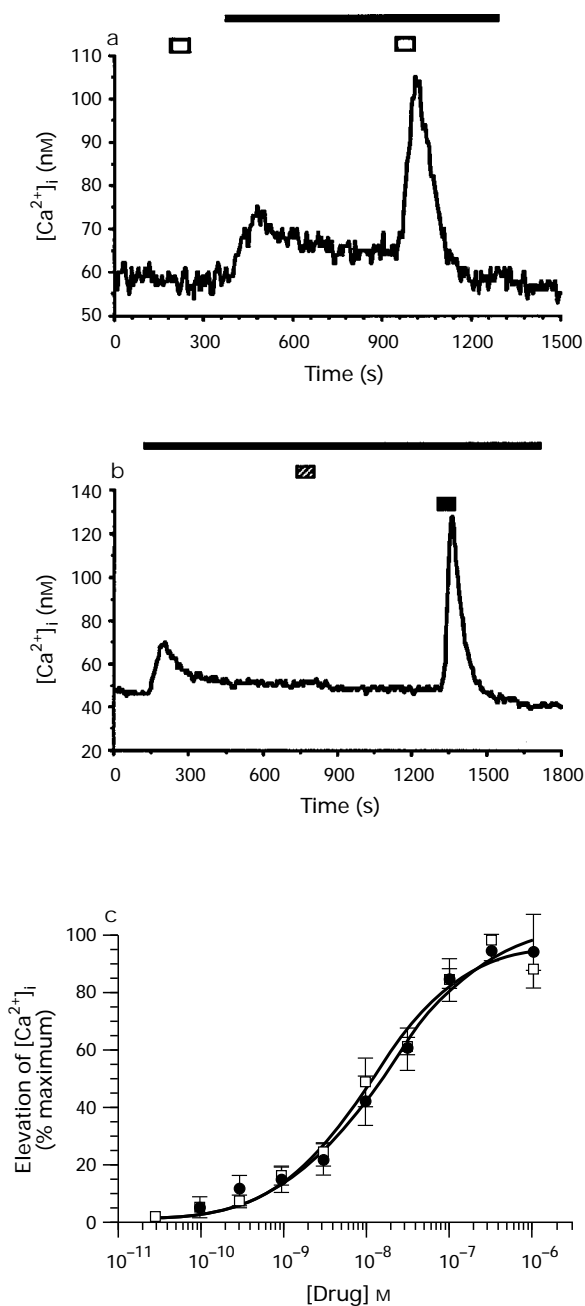 a
110
100
90
80
70
60
50
[Ca²⁺]ᵢ (nM)
0 300 600 900 1200 1500
Time (s)
b
140
120
100
80
60
40
20
[Ca²⁺]ᵢ (nM)
0 300 600 900 1200 1500 1800
Time (s)
c
100
80
60
40
20
0
Elevation of [Ca²⁺]ᵢ
(% maximum)
10⁻¹¹ 10⁻¹⁰ 10⁻⁹ 10⁻⁸ 10⁻⁷ 10⁻⁶
[Drug] M